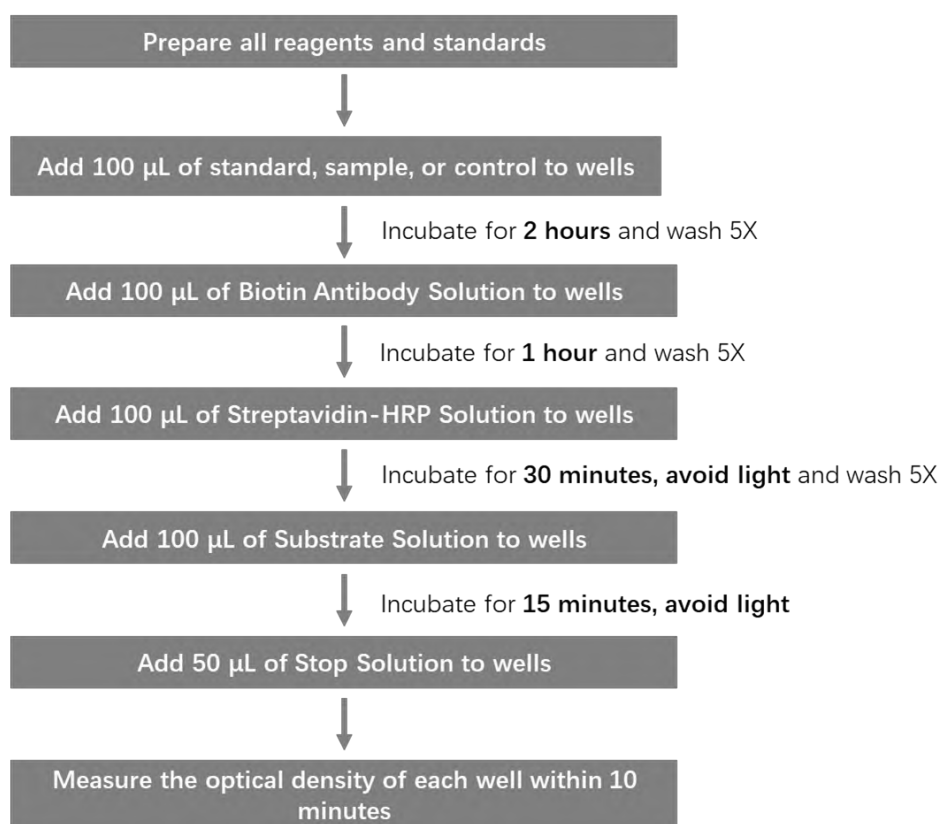 Prepare all reagents and standards
Add 100 μL of standard, sample, or control to wells
Incubate for 2 hours and wash 5X
Add 100 μL of Biotin Antibody Solution to wells
Incubate for 1 hour and wash 5X
Add 100 μL of Streptavidin-HRP Solution to wells
Incubate for 30 minutes, avoid light and wash 5X
Add 100 μL of Substrate Solution to wells
Incubate for 15 minutes, avoid light
Add 50 μL of Stop Solution to wells
Measure the optical density of each well within 10
minutes